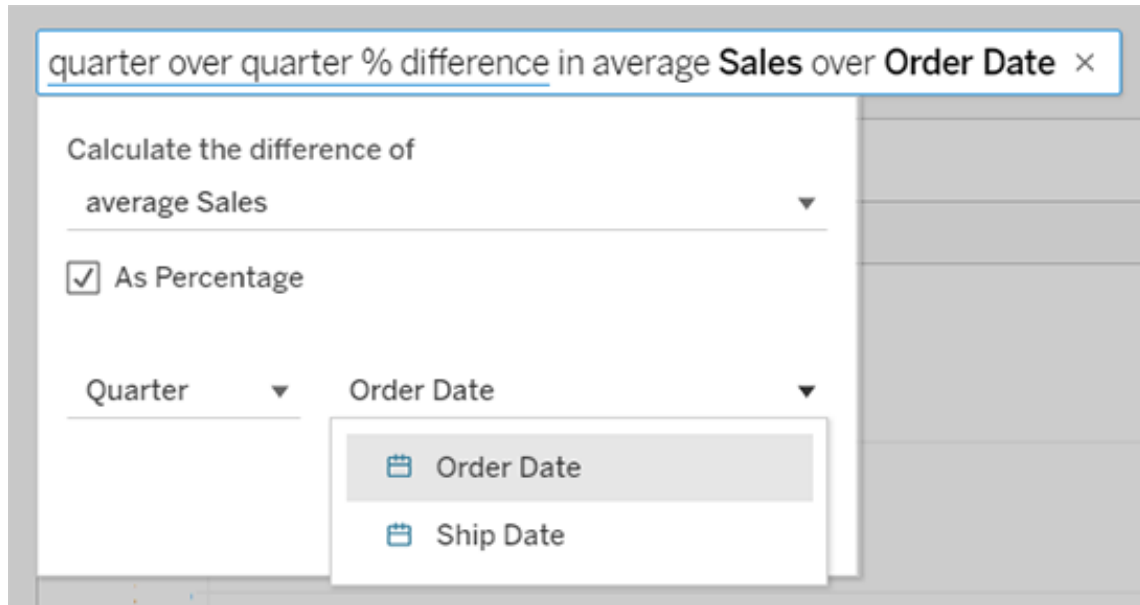 quarter over quarter % difference in average Sales over Order Date ×
Calculate the difference of
average Sales
As Percentage
Quarter
Order Date
Order Date
Ship Date